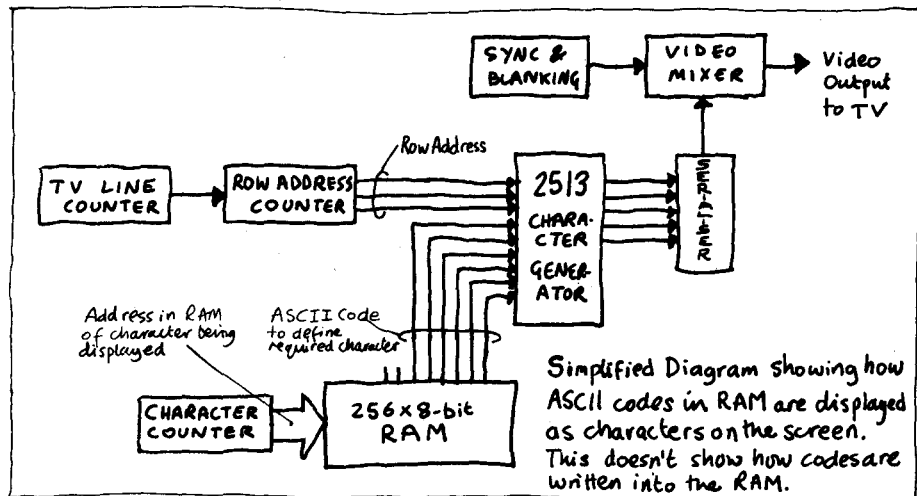 SYNC &
BLANKING
VIDEO
MIXER
Video
Output
to TV
Row Address
TV LINE
COUNTER
ROW ADDRESS
COUNTER
2513
CHARA-
CTER
GENER-
ATOR
SERIALISER
Address in RAM
of character being
displayed
ASCII Code
to define
required character
CHARACTER
COUNTER
256 x 8-bit
RAM
Simplified Diagram showing how
ASCII codes in RAM are displayed
as characters on the screen.
This doesn't show how codes are
written into the RAM.